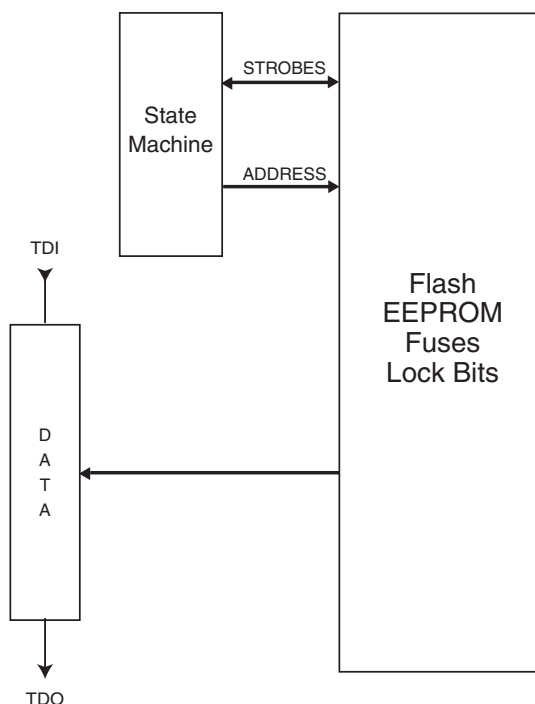 STROBES
State
Machine
ADDRESS
TDI
Flash
EEPROM
Fuses
Lock Bits
D
A
T
A
TDO